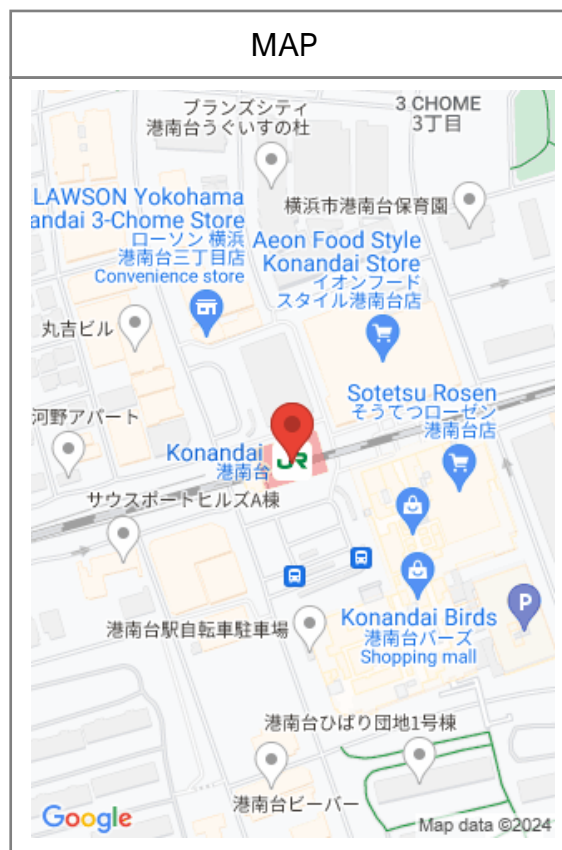 MAP
ブランズシティ
港南台うぐいすの杜
3 CHOME
3丁目
LAWSON Yokohama
andai 3-Chome Store
ローソン 横浜
港南台三丁目店
Convenience store
横浜市港南台保育園
Aeon Food Style
Konandai Store
イオンフード
スタイル港南台店
丸吉ビル
Sotetsu Rosen
そうてつローゼン
港南台店
河野アパート
Konandai
港南台
JR
サウスポートヒルズA棟
P
Konandai Birds
港南台バーズ
Shopping mall
港南台駅自転車駐車場
港南台ひばり団地1号棟
港南台ビーバー
Google
Map data ©2024